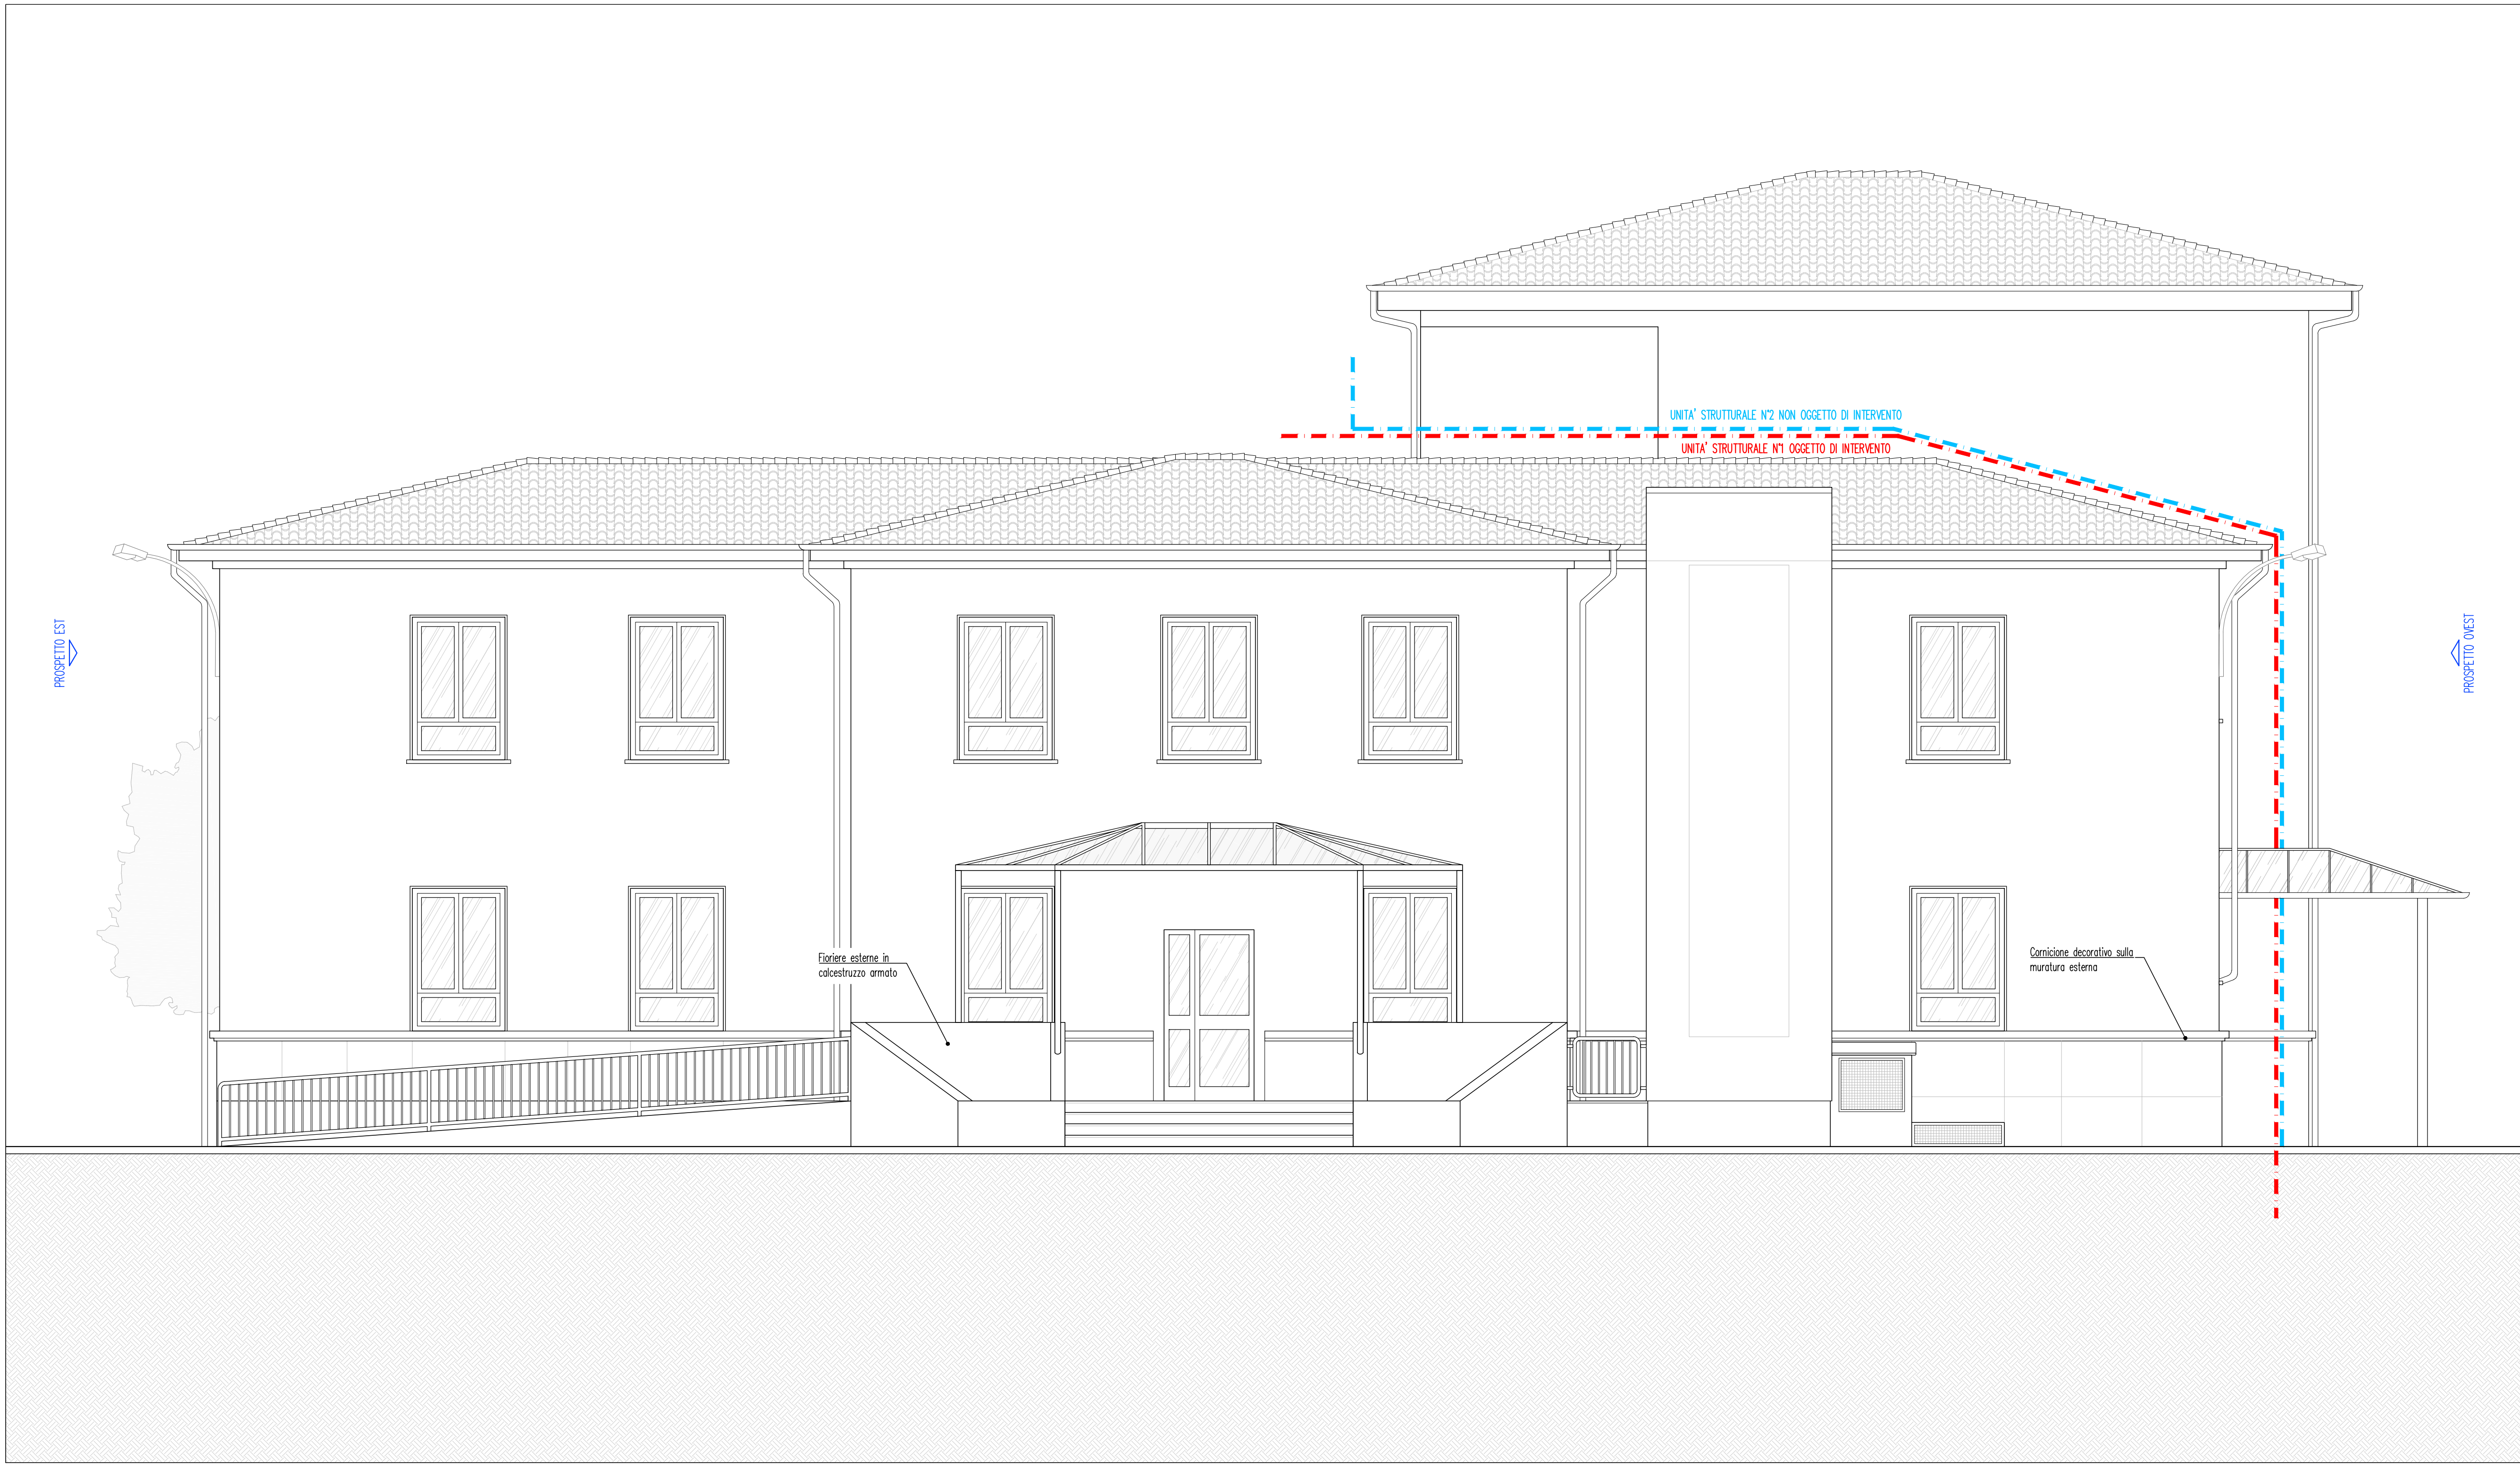 UNITA' STRUTTURALE N°2 NON OGGETTO DI INTERVENTO
UNITA' STRUTTURALE N°1 OGGETTO DI INTERVENTO
PROSPETTO EST
PROSPETTO OVEST
Fioriere esterne in
calcestruzzo armato
Cornicione decorativo sulla
muratura esterna